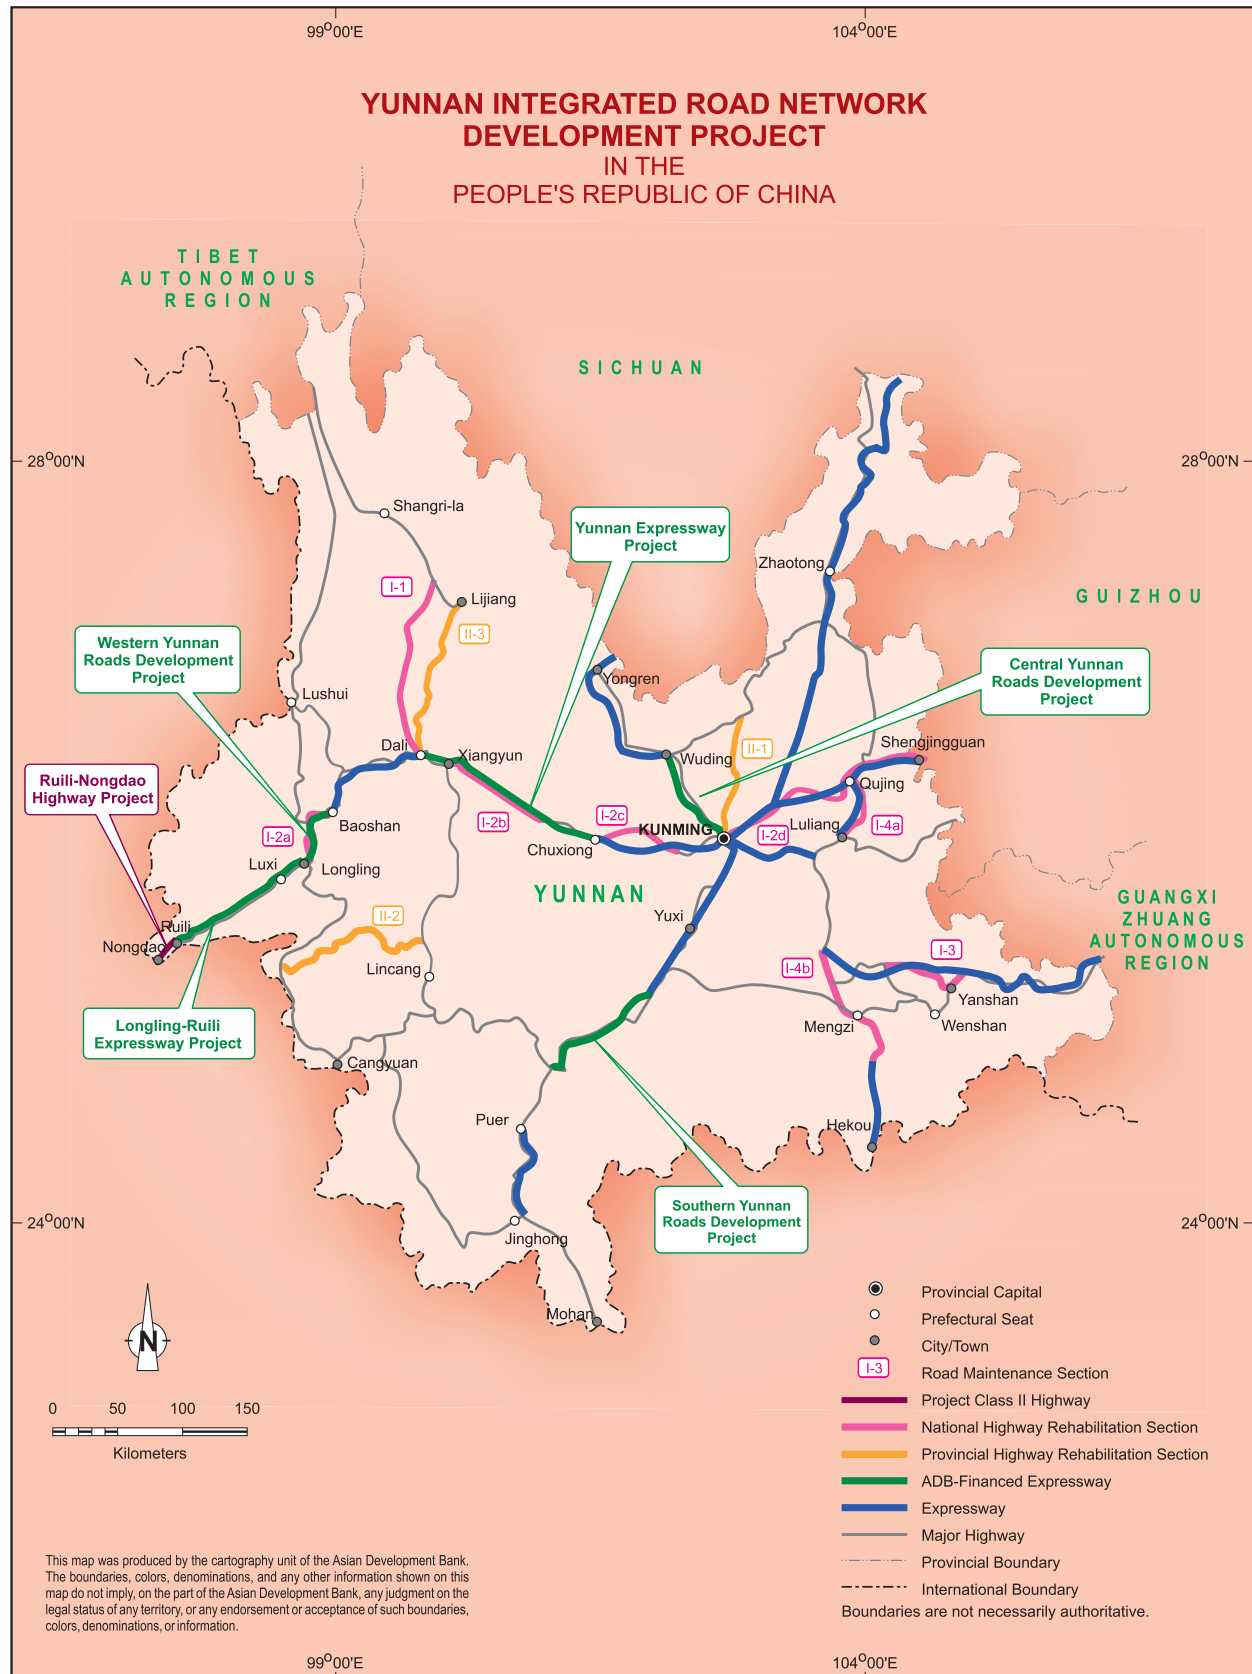 99°00'E
104°00'E
YUNNAN INTEGRATED ROAD NETWORK
DEVELOPMENT PROJECT
IN THE
PEOPLE'S REPUBLIC OF CHINA
TIBET
AUTONOMOUS
REGION
SICHUAN
28°00'N
28°00'N
Shangri-la
Yunnan Expressway
Project
Zhaotong
I-1
Lijiang
GUIZHOU
II-3
Western Yunnan
Roads Development
Project
Central Yunnan
Roads Development
Project
Yongren
Lushui
Dali
Xiangyun
Wuding
II-1
Shengjingguan
Ruili-Nongdao
Highway Project
Qujing
I-2a
Baoshan
I-2b
I-2c
KUNMING
I-2d
Luliang
I-4a
Chuxiong
Luxi
Longling
YUNNAN
GUANGXI
ZHUANG
AUTONOMOUS
REGION
II-2
Yuxi
Ruili
Nongdao
I-3
Lincang
I-4b
Yanshan
Mengzi
Wenshan
Longling-Ruili
Expressway Project
Cangyuan
Puer
Hekou
Southern Yunnan
Roads Development
Project
24°00'N
24°00'N
Jinghong
Mohan
N
0 50 100 150
Kilometers
Provincial Capital
Prefectural Seat
City/Town
I-3 Road Maintenance Section
Project Class II Highway
National Highway Rehabilitation Section
Provincial Highway Rehabilitation Section
ADB-Financed Expressway
Expressway
Major Highway
Provincial Boundary
International Boundary
Boundaries are not necessarily authoritative.
This map was produced by the cartography unit of the Asian Development Bank.
The boundaries, colors, denominations, and any other information shown on this
map do not imply, on the part of the Asian Development Bank, any judgment on the
legal status of any territory, or any endorsement or acceptance of such boundaries,
colors, denominations, or information.
99°00'E
104°00'E